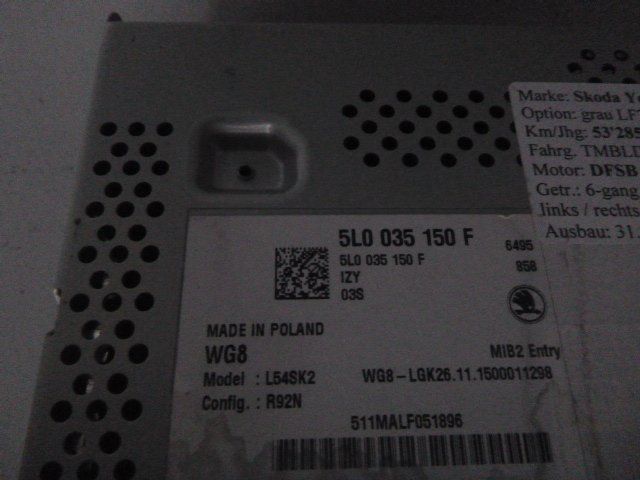 Marke: Skoda
Option: grau
Km/Jhg: 53'285
Fahrg. TMBLD
Motor: DFSB
Getr.: 6-gang
links / rechts
Ausbau: 31.
5L0 035 150 F
6495
5L0 035 150 F
858
IZY
03S
MADE IN POLAND
WG8
MIB2 Entry
Model : L54SK2
WG8-LGK26.11.1500011298
Config. : R92N
511MALF051896